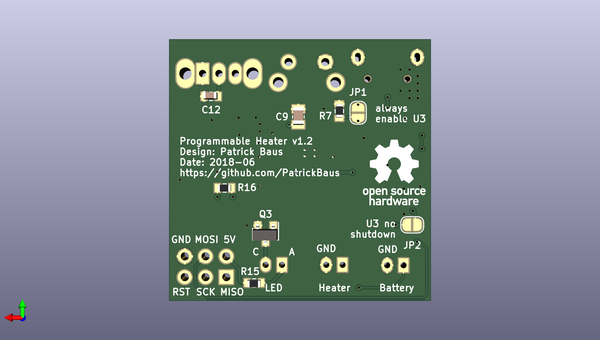 JP1
C12
C9
R7
always
enable U3
Programmable Heater v1.2
Design: Patrick Baus
Date: 2018-06
https://github.com/PatrickBaus
R16
open source
hardware
Q3
U3 nc
shutdown
JP2
GND MOSI 5V
C
A
GND
GND
R15
RST SCK MISO
LED
Heater
Battery